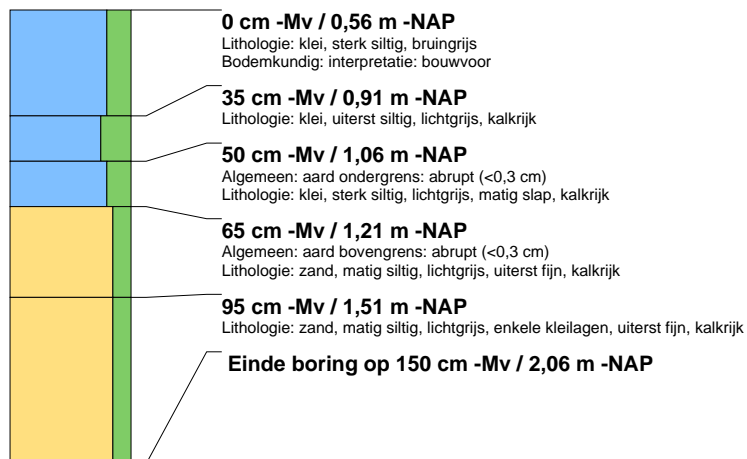 0 cm -Mv / 0,56 m -NAP
Lithologie: klei, sterk siltig, bruingrijs
Bodemkundig: interpretatie: bouwvoor
35 cm -Mv / 0,91 m -NAP
Lithologie: klei, uiterst siltig, lichtgrijs, kalkrijk
50 cm -Mv / 1,06 m -NAP
Algemeen: aard ondergrens: abrupt (<0,3 cm)
Lithologie: klei, sterk siltig, lichtgrijs, matig slap, kalkrijk
65 cm -Mv / 1,21 m -NAP
Algemeen: aard bovengrens: abrupt (<0,3 cm)
Lithologie: zand, matig siltig, lichtgrijs, uiterst fijn, kalkrijk
95 cm -Mv / 1,51 m -NAP
Lithologie: zand, matig siltig, lichtgrijs, enkele kleilagen, uiterst fijn, kalkrijk
Einde boring op 150 cm -Mv / 2,06 m -NAP